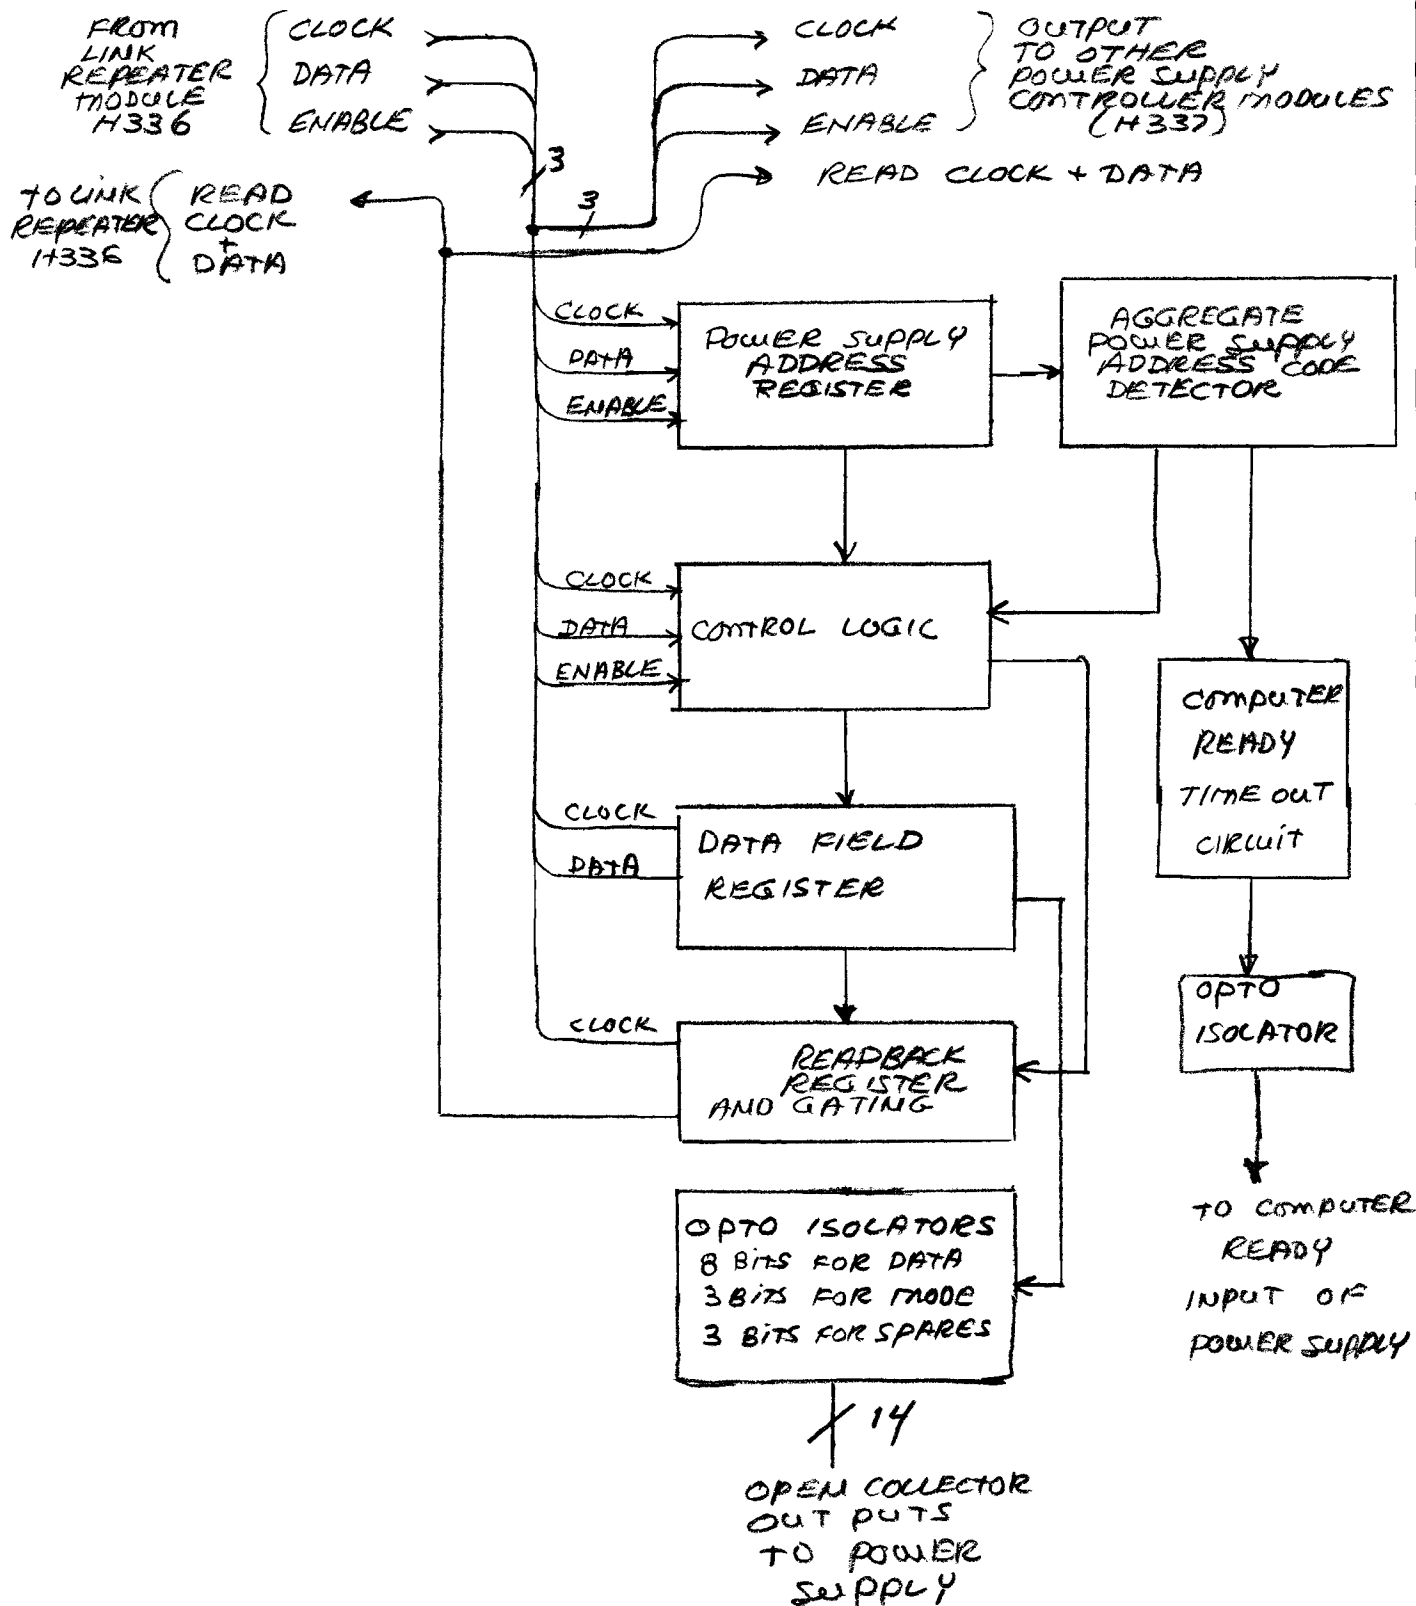 FROM
LINK
REPEATER
MODULE
H336
CLOCK
DATA
ENABLE
CLOCK
DATA
ENABLE
OUTPUT
TO OTHER
POWER SUPPLY
CONTROLLER MODULES
(H337)
3
3
READ CLOCK + DATA
TO LINK
REPEATER
H336
READ
CLOCK
+
DATA
CLOCK
DATA
ENABLE
POWER SUPPLY
ADDRESS
REGISTER
AGGREGATE
POWER SUPPLY
ADDRESS CODE
DETECTOR
CLOCK
DATA
ENABLE
CONTROL LOGIC
COMPUTER
READY
TIME OUT
CIRCUIT
CLOCK
DATA
DATA FIELD
REGISTER
OPTO
ISOLATOR
CLOCK
READBACK
REGISTER
AND GATING
TO COMPUTER
READY
INPUT OF
POWER SUPPLY
OPTO ISOLATORS
8 BITS FOR DATA
3 BITS FOR MODE
3 BITS FOR SPARES
14
OPEN COLLECTOR
OUT PUTS
TO POWER
SUPPLY